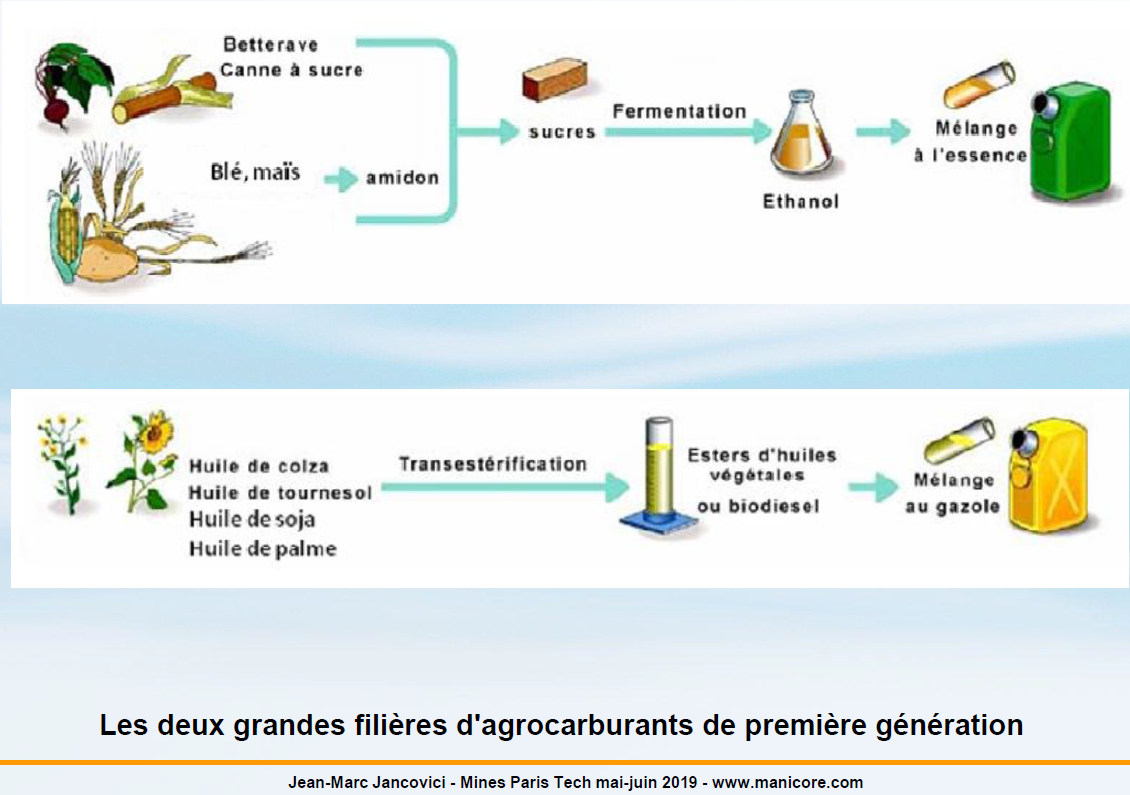 Betterave
Canne à sucre
Blé, maïs
amidon
sucres
Fermentation
Ethanol
Mélange
à l'essence
Huile de colza
Huile de tournesol
Huile de soja
Huile de palme
Transestérification
Esters d'huiles
végétales
ou biodiesel
Mélange
au gazole
Les deux grandes filières d'agrocarburants de première génération
Jean-Marc Jancovici - Mines Paris Tech mai-juin 2019 - www.manicore.com